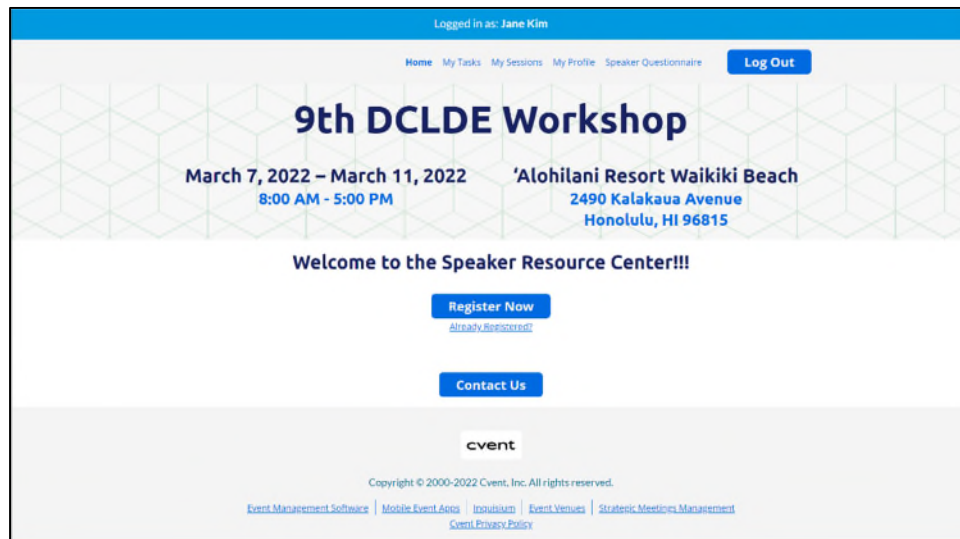 Logged in as: Jane Kim
Home My Tasks My Sessions My Profile Speaker Questionnaire Log Out
9th DCLDE Workshop
March 7, 2022 – March 11, 2022
8:00 AM - 5:00 PM
‘Alohilani Resort Waikiki Beach
2490 Kalakaua Avenue
Honolulu, HI 96815
Welcome to the Speaker Resource Center!!!
Register Now
Already Registered?
Contact Us
cvent
Copyright © 2000-2022 Cvent, Inc. All rights reserved.
Event Management Software | Mobile Event Apps | Inquisium | Event Venues | Strategic Meetings Management
Cvent Privacy Policy